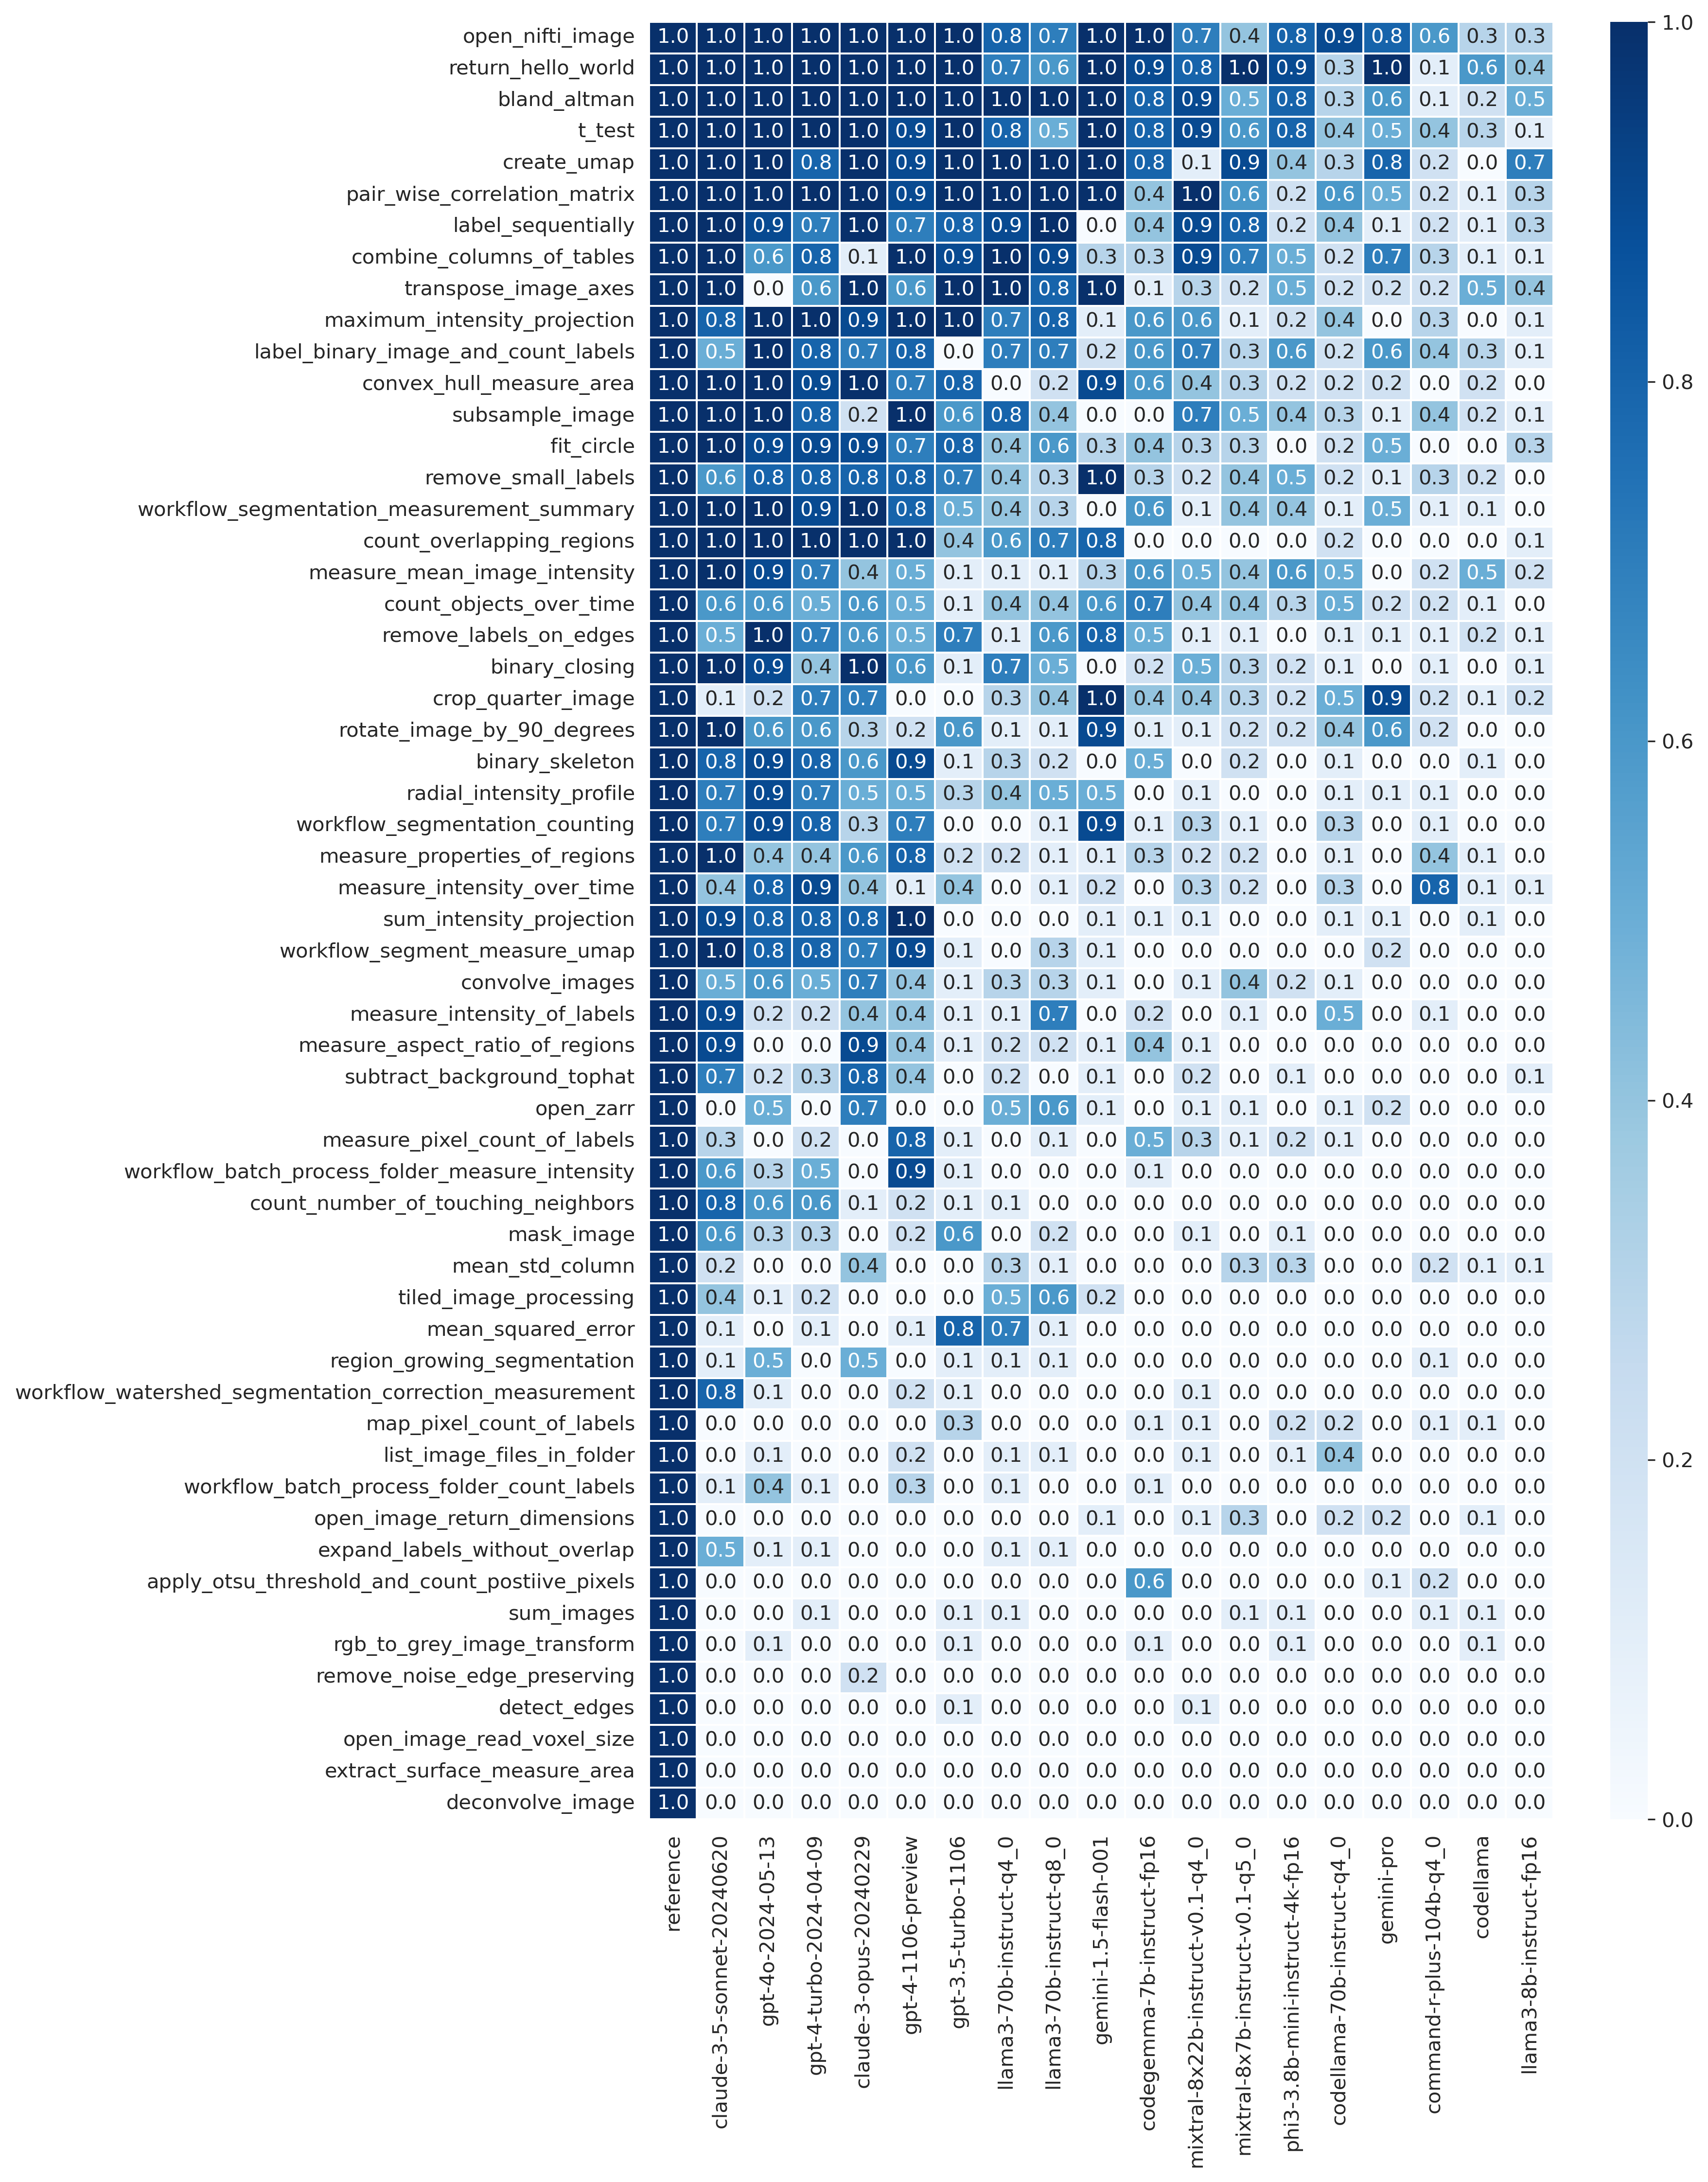 open_nifti_image 1.0 1.0 1.0 1.0 1.0 1.0 1.0 0.8 0.7 1.0 1.0 0.7 0.4 0.8 0.9 0.8 0.6 0.3 0.3
return_hello_world 1.0 1.0 1.0 1.0 1.0 1.0 1.0 0.7 0.6 1.0 0.9 0.8 1.0 0.9 0.3 1.0 0.1 0.6 0.4
bland_altman 1.0 1.0 1.0 1.0 1.0 1.0 1.0 1.0 1.0 1.0 0.8 0.9 0.5 0.8 0.3 0.6 0.1 0.2 0.5
t_test 1.0 1.0 1.0 1.0 1.0 0.9 1.0 0.8 0.5 1.0 0.8 0.9 0.6 0.8 0.4 0.5 0.4 0.3 0.1
create_umap 1.0 1.0 1.0 0.8 1.0 0.9 1.0 1.0 1.0 1.0 0.8 0.1 0.9 0.4 0.3 0.8 0.2 0.0 0.7
pair_wise_correlation_matrix 1.0 1.0 1.0 1.0 1.0 0.9 1.0 1.0 1.0 1.0 0.4 1.0 0.6 0.2 0.6 0.5 0.2 0.1 0.3
label_sequentially 1.0 1.0 0.9 0.7 1.0 0.7 0.8 0.9 1.0 0.0 0.4 0.9 0.8 0.2 0.4 0.1 0.2 0.1 0.3
combine_columns_of_tables 1.0 1.0 0.6 0.8 0.1 1.0 0.9 1.0 0.9 0.3 0.3 0.9 0.7 0.5 0.2 0.7 0.3 0.1 0.1
transpose_image_axes 1.0 1.0 0.0 0.6 1.0 0.6 1.0 1.0 0.8 1.0 0.1 0.3 0.2 0.5 0.2 0.2 0.2 0.5 0.4
maximum_intensity_projection 1.0 0.8 1.0 1.0 0.9 1.0 1.0 0.7 0.8 0.1 0.6 0.6 0.1 0.2 0.4 0.0 0.3 0.0 0.1
label_binary_image_and_count_labels 1.0 0.5 1.0 0.8 0.7 0.8 0.0 0.7 0.7 0.2 0.6 0.7 0.3 0.6 0.2 0.6 0.4 0.3 0.1
convex_hull_measure_area 1.0 1.0 1.0 0.9 1.0 0.7 0.8 0.0 0.2 0.9 0.6 0.4 0.3 0.2 0.2 0.2 0.0 0.2 0.0
subsample_image 1.0 1.0 1.0 0.8 0.2 1.0 0.6 0.8 0.4 0.0 0.0 0.7 0.5 0.4 0.3 0.1 0.4 0.2 0.1
fit_circle 1.0 1.0 0.9 0.9 0.9 0.7 0.8 0.4 0.6 0.3 0.4 0.3 0.3 0.0 0.2 0.5 0.0 0.0 0.3
remove_small_labels 1.0 0.6 0.8 0.8 0.8 0.8 0.7 0.4 0.3 1.0 0.3 0.2 0.4 0.5 0.2 0.1 0.3 0.2 0.0
workflow_segmentation_measurement_summary 1.0 1.0 1.0 0.9 1.0 0.8 0.5 0.4 0.3 0.0 0.6 0.1 0.4 0.4 0.1 0.5 0.1 0.1 0.0
count_overlapping_regions 1.0 1.0 1.0 1.0 1.0 1.0 0.4 0.6 0.7 0.8 0.0 0.0 0.0 0.0 0.2 0.0 0.0 0.0 0.1
measure_mean_image_intensity 1.0 1.0 0.9 0.7 0.4 0.5 0.1 0.1 0.1 0.3 0.6 0.5 0.4 0.6 0.5 0.0 0.2 0.5 0.2
count_objects_over_time 1.0 0.6 0.6 0.5 0.6 0.5 0.1 0.4 0.4 0.6 0.7 0.4 0.4 0.3 0.5 0.2 0.2 0.1 0.0
remove_labels_on_edges 1.0 0.5 1.0 0.7 0.6 0.5 0.7 0.1 0.6 0.8 0.5 0.1 0.1 0.0 0.1 0.1 0.1 0.2 0.1
binary_closing 1.0 1.0 0.9 0.4 1.0 0.6 0.1 0.7 0.5 0.0 0.2 0.5 0.3 0.2 0.1 0.0 0.1 0.0 0.1
crop_quarter_image 1.0 0.1 0.2 0.7 0.7 0.0 0.0 0.3 0.4 1.0 0.4 0.4 0.3 0.2 0.5 0.9 0.2 0.1 0.2
rotate_image_by_90_degrees 1.0 1.0 0.6 0.6 0.3 0.2 0.6 0.1 0.1 0.9 0.1 0.1 0.2 0.2 0.4 0.6 0.2 0.0 0.0
binary_skeleton 1.0 0.8 0.9 0.8 0.6 0.9 0.1 0.3 0.2 0.0 0.5 0.0 0.2 0.0 0.1 0.0 0.0 0.1 0.0
radial_intensity_profile 1.0 0.7 0.9 0.7 0.5 0.5 0.3 0.4 0.5 0.5 0.0 0.1 0.0 0.0 0.1 0.1 0.1 0.0 0.0
workflow_segmentation_counting 1.0 0.7 0.9 0.8 0.3 0.7 0.0 0.0 0.1 0.9 0.1 0.3 0.1 0.0 0.3 0.0 0.1 0.0 0.0
measure_properties_of_regions 1.0 1.0 0.4 0.4 0.6 0.8 0.2 0.2 0.1 0.1 0.3 0.2 0.2 0.0 0.1 0.0 0.4 0.1 0.0
measure_intensity_over_time 1.0 0.4 0.8 0.9 0.4 0.1 0.4 0.0 0.1 0.2 0.0 0.3 0.2 0.0 0.3 0.0 0.8 0.1 0.1
sum_intensity_projection 1.0 0.9 0.8 0.8 0.8 1.0 0.0 0.0 0.0 0.1 0.1 0.1 0.0 0.0 0.1 0.1 0.0 0.1 0.0
workflow_segment_measure_umap 1.0 1.0 0.8 0.8 0.7 0.9 0.1 0.0 0.3 0.1 0.0 0.0 0.0 0.0 0.0 0.2 0.0 0.0 0.0
convolve_images 1.0 0.5 0.6 0.5 0.7 0.4 0.1 0.3 0.3 0.1 0.0 0.1 0.4 0.2 0.1 0.0 0.0 0.0 0.0
measure_intensity_of_labels 1.0 0.9 0.2 0.2 0.4 0.4 0.1 0.1 0.7 0.0 0.2 0.0 0.1 0.0 0.5 0.0 0.1 0.0 0.0
measure_aspect_ratio_of_regions 1.0 0.9 0.0 0.0 0.9 0.4 0.1 0.2 0.2 0.1 0.4 0.1 0.0 0.0 0.0 0.0 0.0 0.0 0.0
subtract_background_tophat 1.0 0.7 0.2 0.3 0.8 0.4 0.0 0.2 0.0 0.1 0.0 0.2 0.0 0.1 0.0 0.0 0.0 0.0 0.1
open_zarr 1.0 0.0 0.5 0.0 0.7 0.0 0.0 0.5 0.6 0.1 0.0 0.1 0.1 0.0 0.1 0.2 0.0 0.0 0.0
measure_pixel_count_of_labels 1.0 0.3 0.0 0.2 0.0 0.8 0.1 0.0 0.1 0.0 0.5 0.3 0.1 0.2 0.1 0.0 0.0 0.0 0.0
workflow_batch_process_folder_measure_intensity 1.0 0.6 0.3 0.5 0.0 0.9 0.1 0.0 0.0 0.0 0.1 0.0 0.0 0.0 0.0 0.0 0.0 0.0 0.0
count_number_of_touching_neighbors 1.0 0.8 0.6 0.6 0.1 0.2 0.1 0.1 0.0 0.0 0.0 0.0 0.0 0.0 0.0 0.0 0.0 0.0 0.0
mask_image 1.0 0.6 0.3 0.3 0.0 0.2 0.6 0.0 0.2 0.0 0.0 0.1 0.0 0.1 0.0 0.0 0.0 0.0 0.0
mean_std_column 1.0 0.2 0.0 0.0 0.4 0.0 0.0 0.3 0.1 0.0 0.0 0.0 0.3 0.3 0.0 0.0 0.2 0.1 0.1
tiled_image_processing 1.0 0.4 0.1 0.2 0.0 0.0 0.0 0.5 0.6 0.2 0.0 0.0 0.0 0.0 0.0 0.0 0.0 0.0 0.0
mean_squared_error 1.0 0.1 0.0 0.1 0.0 0.1 0.8 0.7 0.1 0.0 0.0 0.0 0.0 0.0 0.0 0.0 0.0 0.0 0.0
region_growing_segmentation 1.0 0.1 0.5 0.0 0.5 0.0 0.1 0.1 0.1 0.0 0.0 0.0 0.0 0.0 0.0 0.0 0.1 0.0 0.0
workflow_watershed_segmentation_correction_measurement 1.0 0.8 0.1 0.0 0.0 0.2 0.1 0.0 0.0 0.0 0.0 0.1 0.0 0.0 0.0 0.0 0.0 0.0 0.0
map_pixel_count_of_labels 1.0 0.0 0.0 0.0 0.0 0.0 0.3 0.0 0.0 0.0 0.1 0.1 0.0 0.2 0.2 0.0 0.1 0.1 0.0
list_image_files_in_folder 1.0 0.0 0.1 0.0 0.0 0.2 0.0 0.1 0.1 0.0 0.0 0.1 0.0 0.1 0.4 0.0 0.0 0.0 0.0
workflow_batch_process_folder_count_labels 1.0 0.1 0.4 0.1 0.0 0.3 0.0 0.1 0.0 0.0 0.1 0.0 0.0 0.0 0.0 0.0 0.0 0.0 0.0
open_image_return_dimensions 1.0 0.0 0.0 0.0 0.0 0.0 0.0 0.0 0.0 0.1 0.0 0.1 0.3 0.0 0.2 0.2 0.0 0.1 0.0
expand_labels_without_overlap 1.0 0.5 0.1 0.1 0.0 0.0 0.0 0.1 0.1 0.0 0.0 0.0 0.0 0.0 0.0 0.0 0.0 0.0 0.0
apply_otsu_threshold_and_count_postiive_pixels 1.0 0.0 0.0 0.0 0.0 0.0 0.0 0.0 0.0 0.0 0.6 0.0 0.0 0.0 0.0 0.1 0.2 0.0 0.0
sum_images 1.0 0.0 0.0 0.1 0.0 0.0 0.1 0.1 0.0 0.0 0.0 0.0 0.1 0.1 0.0 0.0 0.1 0.1 0.0
rgb_to_grey_image_transform 1.0 0.0 0.1 0.0 0.0 0.0 0.1 0.0 0.0 0.0 0.1 0.0 0.0 0.1 0.0 0.0 0.0 0.1 0.0
remove_noise_edge_preserving 1.0 0.0 0.0 0.0 0.2 0.0 0.0 0.0 0.0 0.0 0.0 0.0 0.0 0.0 0.0 0.0 0.0 0.0 0.0
detect_edges 1.0 0.0 0.0 0.0 0.0 0.0 0.1 0.0 0.0 0.0 0.0 0.1 0.0 0.0 0.0 0.0 0.0 0.0 0.0
open_image_read_voxel_size 1.0 0.0 0.0 0.0 0.0 0.0 0.0 0.0 0.0 0.0 0.0 0.0 0.0 0.0 0.0 0.0 0.0 0.0 0.0
extract_surface_measure_area 1.0 0.0 0.0 0.0 0.0 0.0 0.0 0.0 0.0 0.0 0.0 0.0 0.0 0.0 0.0 0.0 0.0 0.0 0.0
deconvolve_image 1.0 0.0 0.0 0.0 0.0 0.0 0.0 0.0 0.0 0.0 0.0 0.0 0.0 0.0 0.0 0.0 0.0 0.0 0.0
reference
claude-3-5-sonnet-20240620
gpt-4o-2024-05-13
gpt-4-turbo-2024-04-09
claude-3-opus-20240229
gpt-4-1106-preview
gpt-3.5-turbo-1106
llama3-70b-instruct-q4_0
llama3-70b-instruct-q8_0
gemini-1.5-flash-001
codegemma-7b-instruct-fp16
mixtral-8x22b-instruct-v0.1-q4_0
mixtral-8x7b-instruct-v0.1-q5_0
phi3-3.8b-mini-instruct-4k-fp16
codellama-70b-instruct-q4_0
gemini-pro
command-r-plus-104b-q4_0
codellama
llama3-8b-instruct-fp16
1.0
0.8
0.6
0.4
0.2
0.0